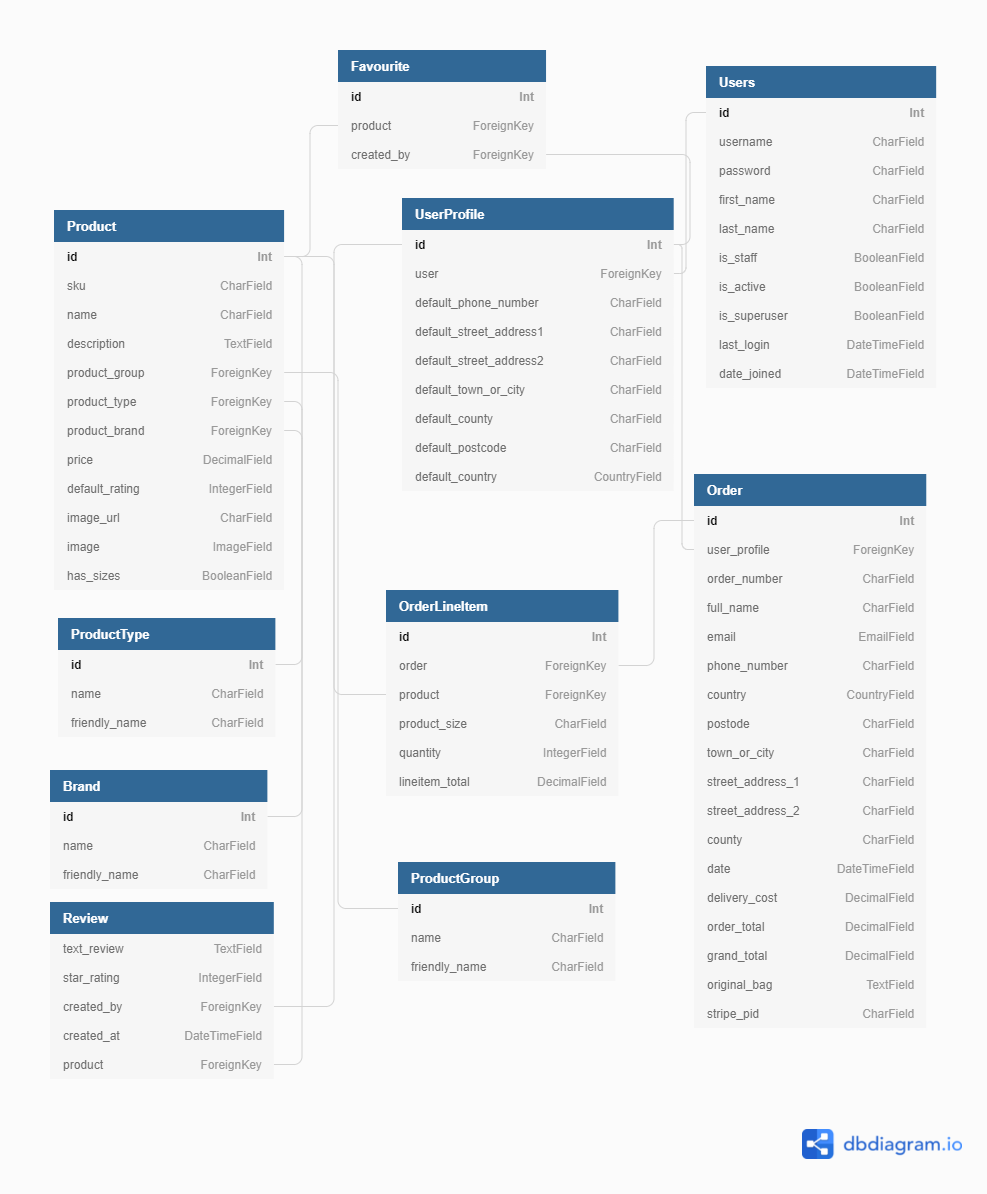 Favourite
id Int
product ForeignKey
created_by ForeignKey
Users
id Int
username CharField
password CharField
first_name CharField
last_name CharField
is_staff BooleanField
is_active BooleanField
is_superuser BooleanField
last_login DateTimeField
date_joined DateTimeField
UserProfile
id Int
user ForeignKey
default_phone_number CharField
default_street_address1 CharField
default_street_address2 CharField
default_town_or_city CharField
default_county CharField
default_postcode CharField
default_country CountryField
Product
id Int
sku CharField
name CharField
description TextField
product_group ForeignKey
product_type ForeignKey
product_brand ForeignKey
price DecimalField
default_rating IntegerField
image_url CharField
image ImageField
has_sizes BooleanField
Order
id Int
user_profile ForeignKey
order_number CharField
full_name CharField
email EmailField
phone_number CharField
country CountryField
postode CharField
town_or_city CharField
street_address_1 CharField
street_address_2 CharField
county CharField
date DateTimeField
delivery_cost DecimalField
order_total DecimalField
grand_total DecimalField
original_bag TextField
stripe_pid CharField
OrderLineItem
id Int
order ForeignKey
product ForeignKey
product_size CharField
quantity IntegerField
lineitem_total DecimalField
ProductType
id Int
name CharField
friendly_name CharField
Brand
id Int
name CharField
friendly_name CharField
ProductGroup
id Int
name CharField
friendly_name CharField
Review
text_review TextField
star_rating IntegerField
created_by ForeignKey
created_at DateTimeField
product ForeignKey
dbdiagram.io